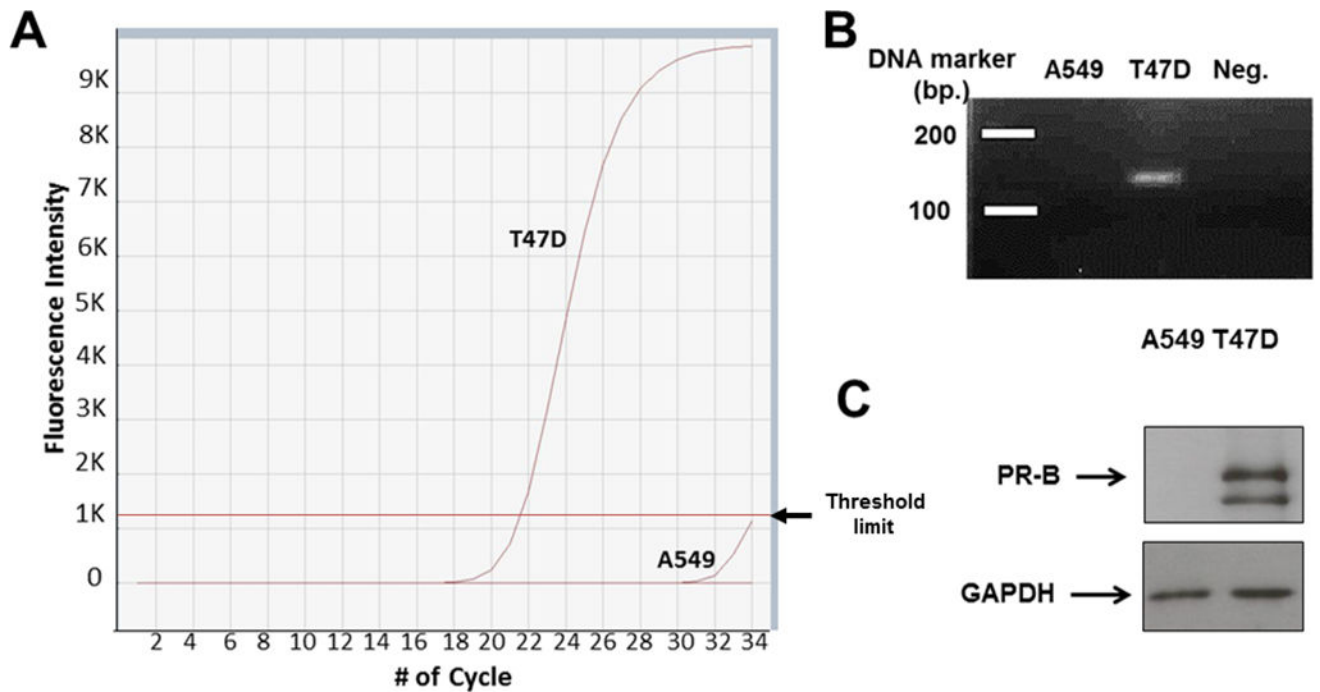 A
9K
8K
7K
6K
5K
4K
3K
2K
1K
0
Fluorescence Intensity
T47D
A549
Threshold
limit
2 4 6 8 10 12 14 16 18 20 22 24 26 28 30 32 34
# of Cycle
B
DNA marker
(bp.)
A549 T47D Neg.
200
100
A549 T47D
C
PR-B
GAPDH